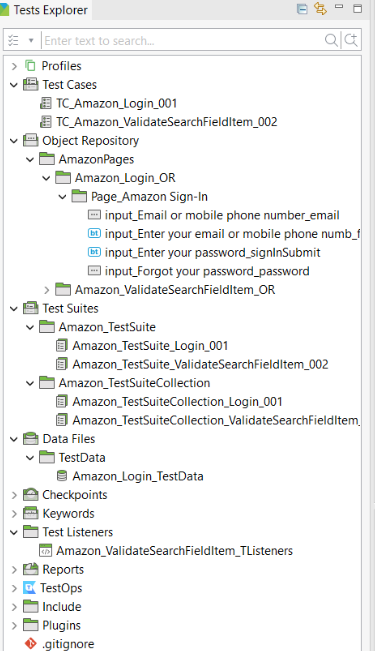 Tests Explorer
Enter text to search...
Profiles
Test Cases
TC_Amazon_Login_001
TC_Amazon_ValidateSearchFieldItem_002
Object Repository
AmazonPages
Amazon_Login_OR
Page_Amazon Sign-In
input_Email or mobile phone number_email
input_Enter your email or mobile phone numb_f
input_Enter your password_signInSubmit
input_Forgot your password_password
Amazon_ValidateSearchFieldItem_OR
Test Suites
Amazon_TestSuite
Amazon_TestSuite_Login_001
Amazon_TestSuite_ValidateSearchFieldItem_002
Amazon_TestSuiteCollection
Amazon_TestSuiteCollection_Login_001
Amazon_TestSuiteCollection_ValidateSearchFieldItem_
Data Files
TestData
Amazon_Login_TestData
Checkpoints
Keywords
Test Listeners
Amazon_ValidateSearchFieldItem_TListeners
Reports
TestOps
Include
Plugins
.gitignore